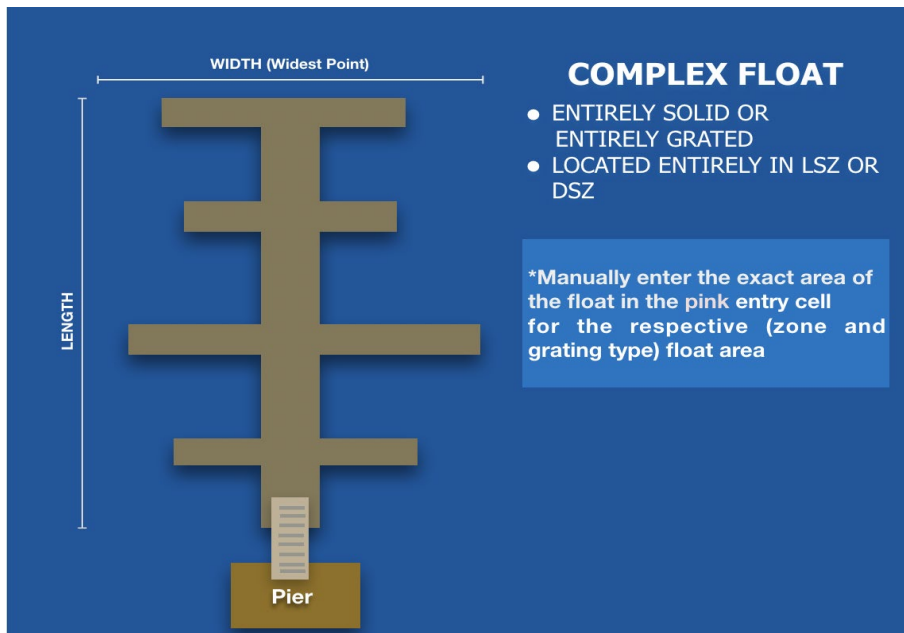 WIDTH (Widest Point)
LENGTH
Pier
COMPLEX FLOAT
● ENTIRELY SOLID OR
ENTIRELY GRATED
● LOCATED ENTIRELY IN LSZ OR
DSZ
*Manually enter the exact area of
the float in the pink entry cell
for the respective (zone and
grating type) float area